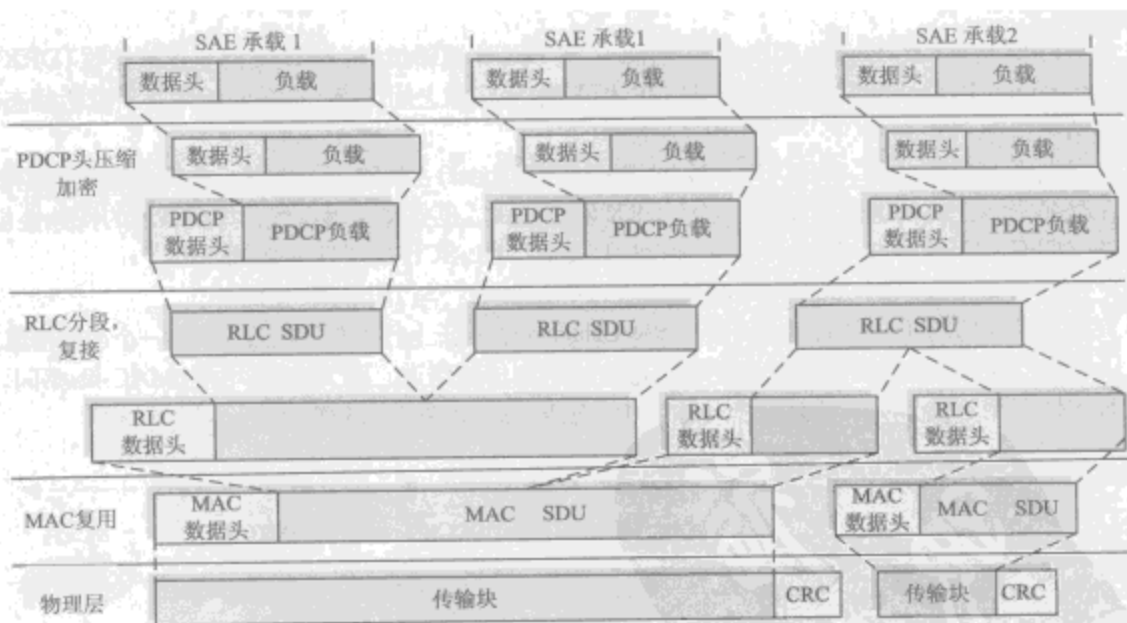 SAE 承载 1
SAE 承载1
SAE 承载2
数据头 负载
数据头 负载
数据头 负载
PDCP头压缩
加密
数据头 负载
数据头 负载
数据头 负载
PDCP
数据头
PDCP负载
PDCP
数据头
PDCP负载
PDCP
数据头
PDCP负载
RLC分段，
复接
RLC SDU
RLC SDU
RLC SDU
RLC
数据头
RLC
数据头
RLC
数据头
MAC复用
MAC
数据头
MAC SDU
MAC
数据头
MAC SDU
物理层
传输块
CRC
传输块
CRC